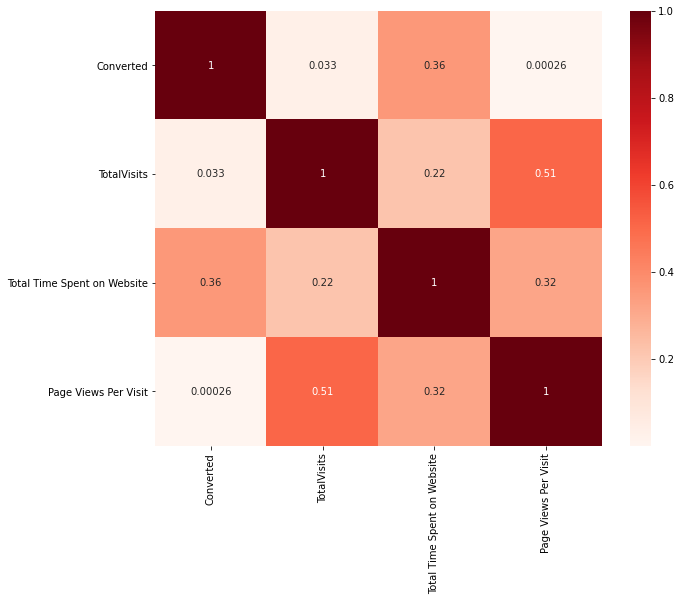 1.0
Converted 1 0.033 0.36 0.00026
0.8
TotalVisits 0.033 1 0.22 0.51
0.6
Total Time Spent on Website 0.36 0.22 1 0.32
0.4
0.2
Page Views Per Visit 0.00026 0.51 0.32 1
Converted
TotalVisits
Total Time Spent on Website
Page Views Per Visit